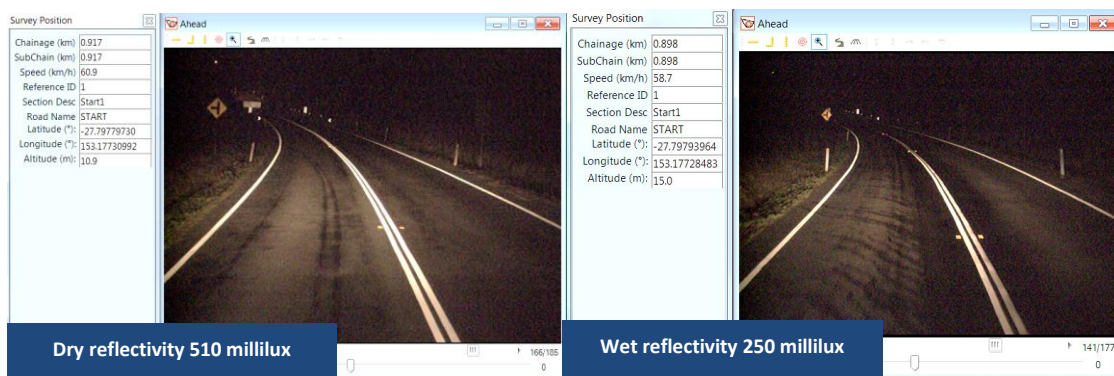 Survey Position
Chainage (km) 0.917
SubChain (km) 0.917
Speed (km/h) 60.9
Reference ID 1
Section Desc Start1
Road Name START
Latitude (°): -27.79779730
Longitude (°): 153.17730992
Altitude (m): 10.9
Ahead
166/185
0
Dry reflectivity 510 millilux
Survey Position
Chainage (km) 0.898
SubChain (km) 0.898
Speed (km/h) 58.7
Reference ID 1
Section Desc Start1
Road Name START
Latitude (°): -27.79793964
Longitude (°): 153.17728483
Altitude (m): 15.0
Ahead
141/177
0
Wet reflectivity 250 millilux